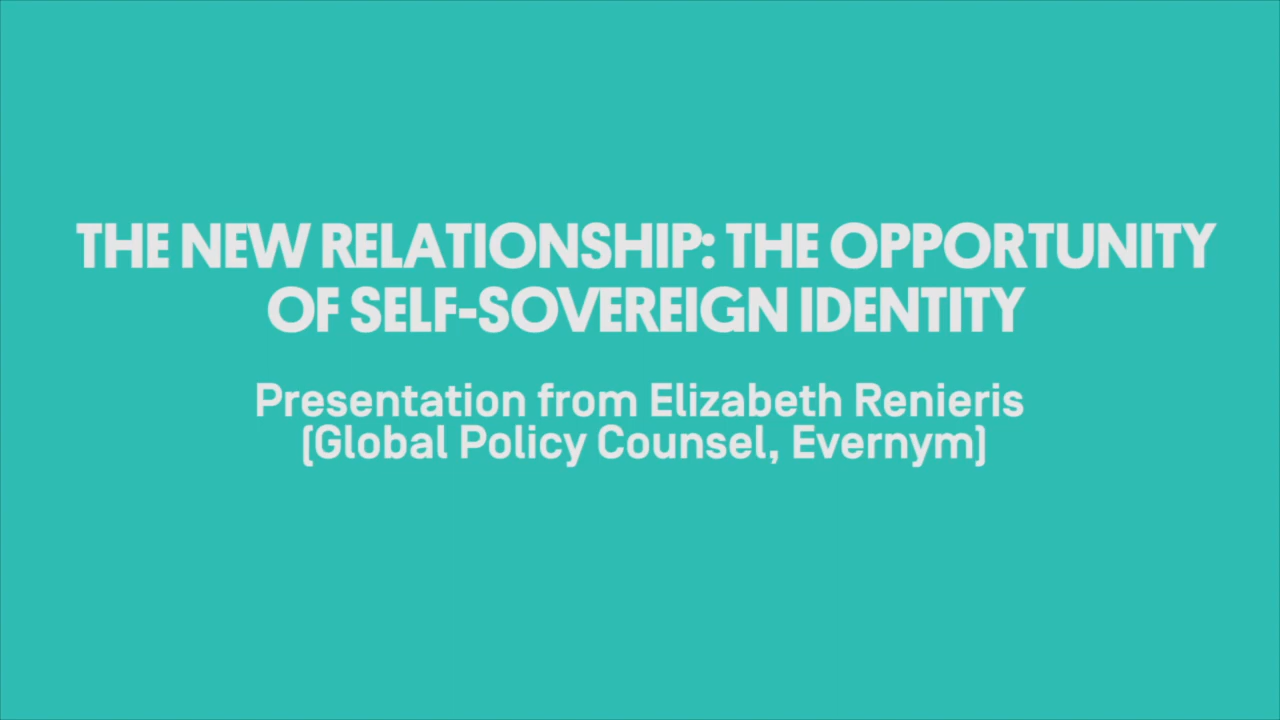 THE NEW RELATIONSHIP: THE OPPORTUNITY
OF SELF-SOVEREIGN IDENTITY
Presentation from Elizabeth Renieris
(Global Policy Counsel, Evernym)